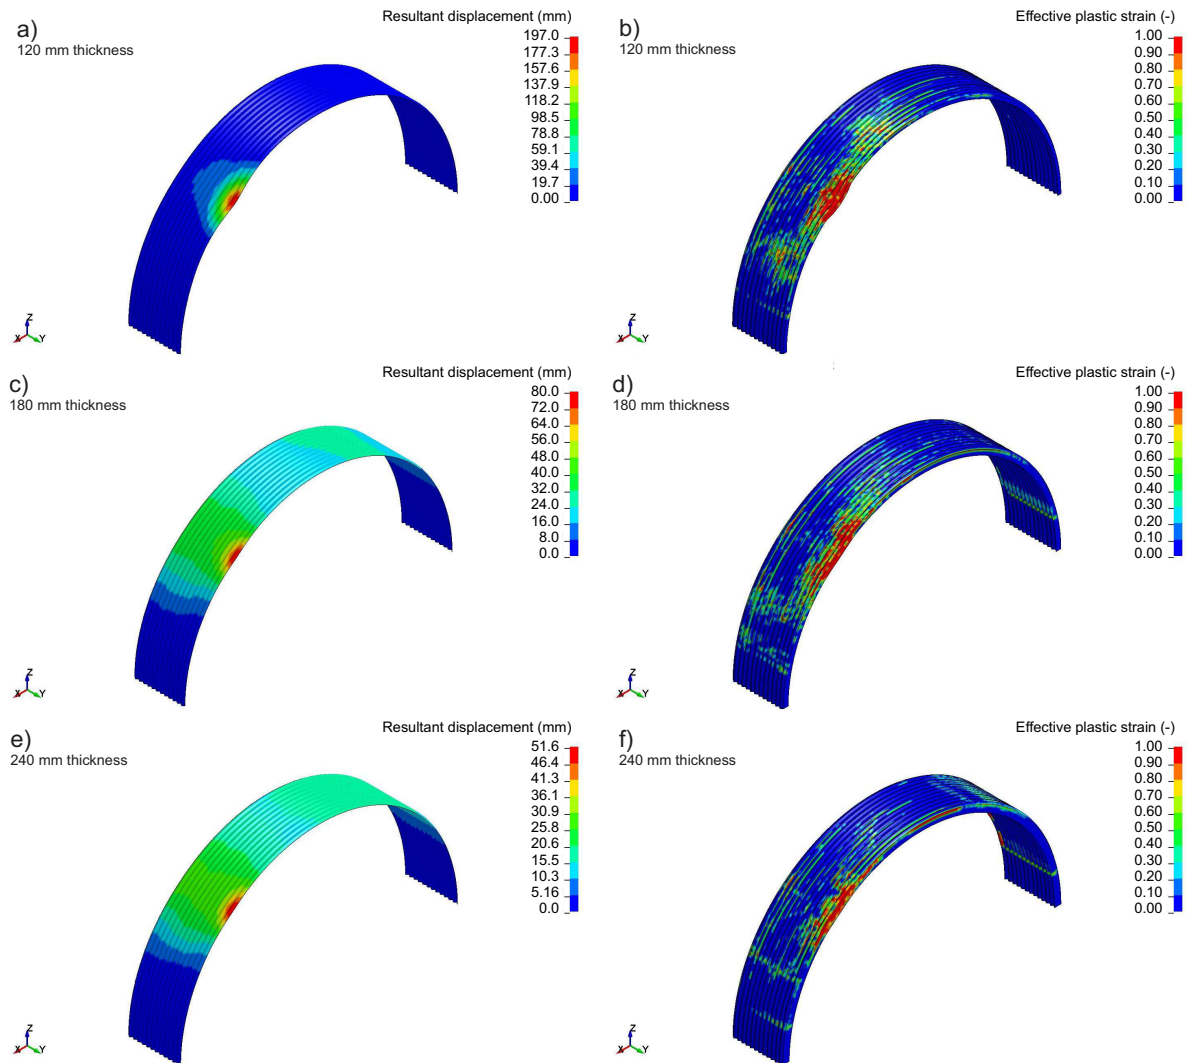 a)
120 mm thickness
Resultant displacement (mm)
197.0
177.3
157.6
137.9
118.2
98.5
78.8
59.1
39.4
19.7
0.00
Z
X
Y
b)
120 mm thickness
Effective plastic strain (-)
1.00
0.90
0.80
0.70
0.60
0.50
0.40
0.30
0.20
0.10
0.00
Z
X
Y
c)
180 mm thickness
Resultant displacement (mm)
80.0
72.0
64.0
56.0
48.0
40.0
32.0
24.0
16.0
8.0
0.0
Z
X
Y
d)
180 mm thickness
Effective plastic strain (-)
1.00
0.90
0.80
0.70
0.60
0.50
0.40
0.30
0.20
0.10
0.00
Z
X
Y
e)
240 mm thickness
Resultant displacement (mm)
51.6
46.4
41.3
36.1
30.9
25.8
20.6
15.5
10.3
5.16
0.0
Z
X
Y
f)
240 mm thickness
Effective plastic strain (-)
1.00
0.90
0.80
0.70
0.60
0.50
0.40
0.30
0.20
0.10
0.00
Z
X
Y